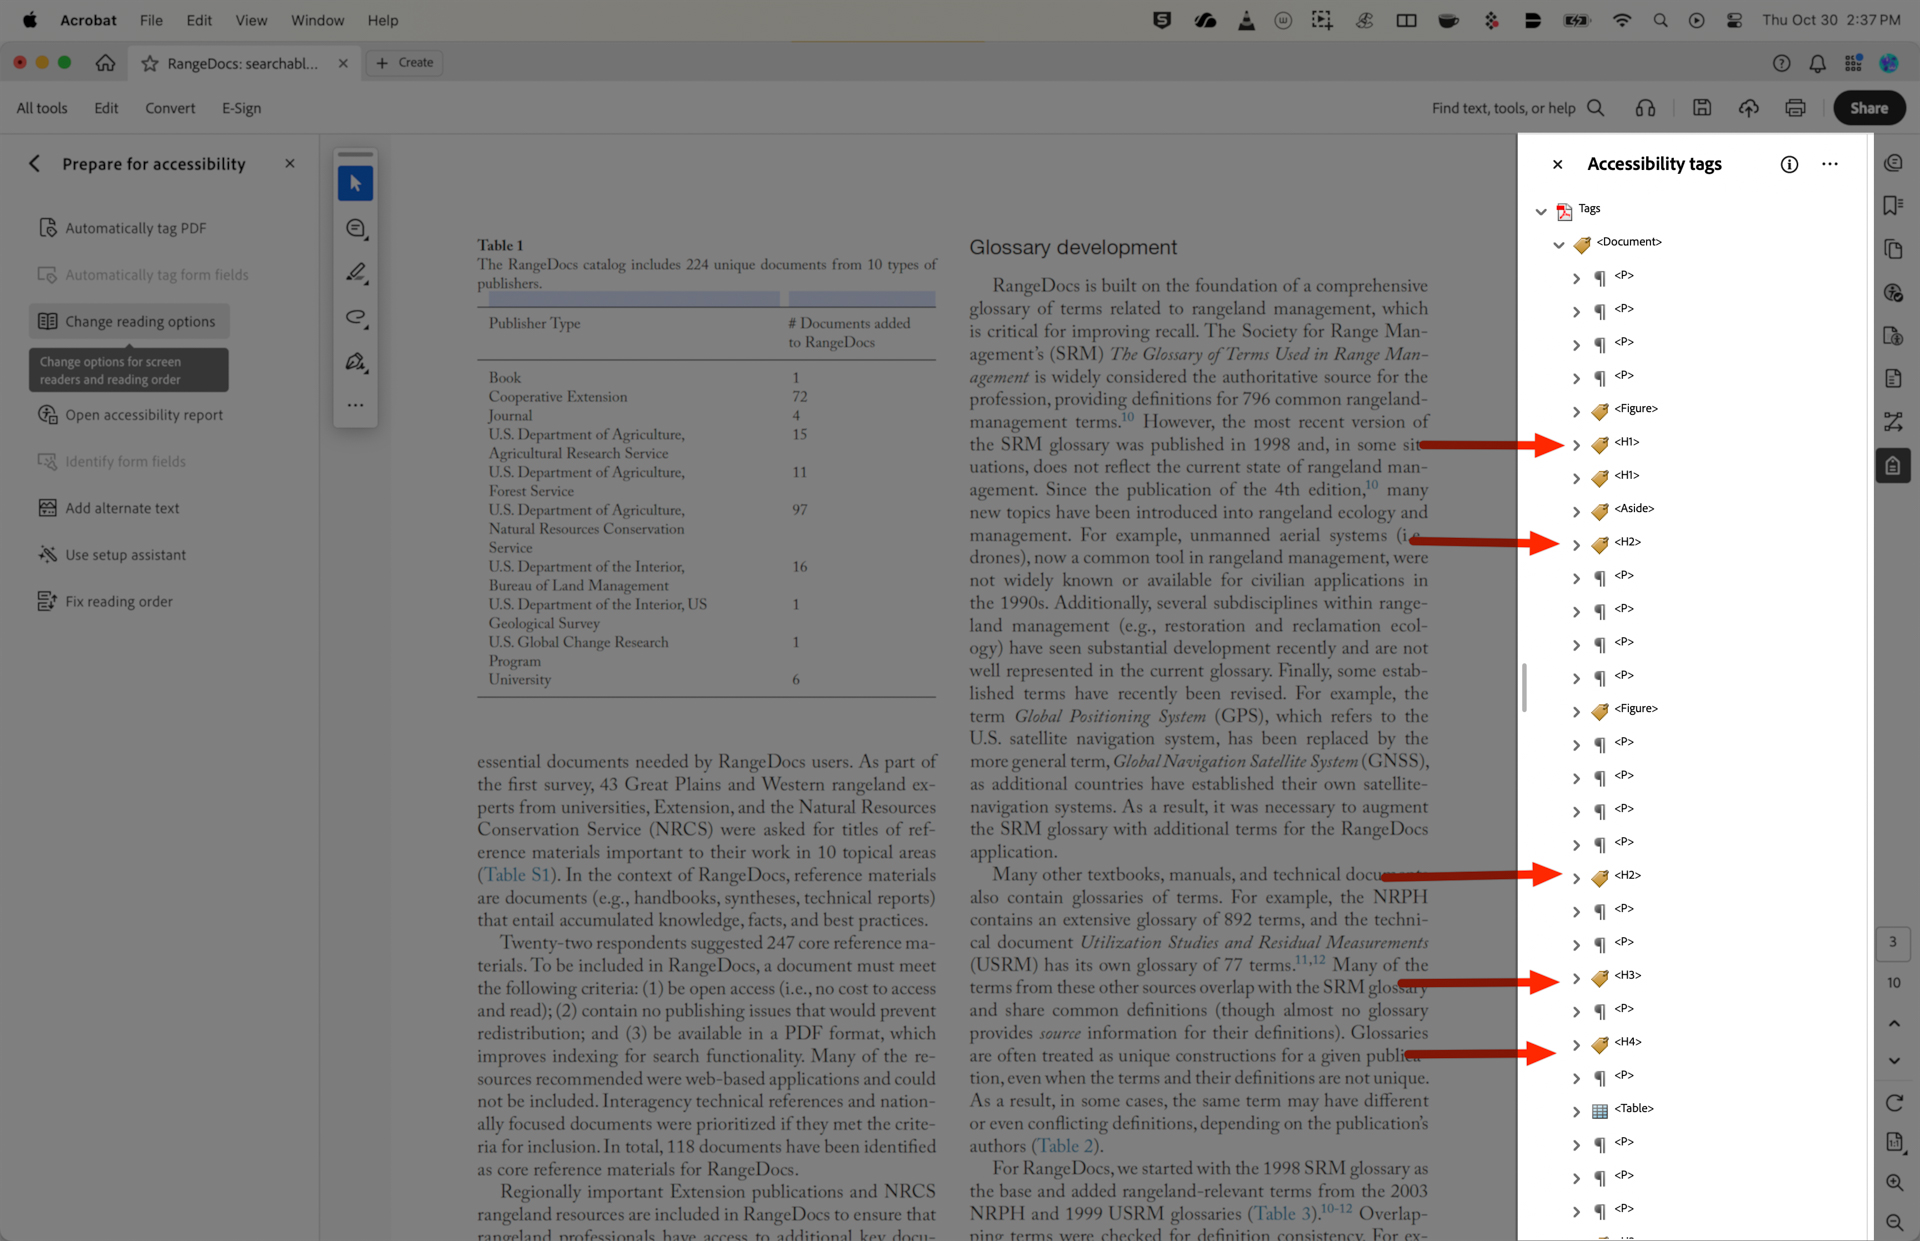 Acrobat File Edit View Window Help
Thu Oct 30 2:37 PM
RangeDocs: searchabl...
Create
All tools Edit Convert E-Sign
Find text, tools, or help
Share
Prepare for accessibility
Automatically tag PDF
Automatically tag form fields
Change reading options
Change options for screen
readers and reading order
Open accessibility report
Identify form fields
Add alternate text
Use setup assistant
Fix reading order
Table 1
The RangeDocs catalog includes 224 unique documents from 10 types of
publishers.
Publisher Type # Documents added
to RangeDocs
Book 1
Cooperative Extension 72
Journal 4
U.S. Department of Agriculture, 15
Agricultural Research Service
U.S. Department of Agriculture, 11
Forest Service
U.S. Department of Agriculture, 97
Natural Resources Conservation
Service
U.S. Department of the Interior, 16
Bureau of Land Management
U.S. Department of the Interior, US 1
Geological Survey
U.S. Global Change Research 1
Program
University 6
essential documents needed by RangeDocs users. As part of
the first survey, 43 Great Plains and Western rangeland ex-
perts from universities, Extension, and the Natural Resources
Conservation Service (NRCS) were asked for titles of ref-
erence materials important to their work in 10 topical areas
(Table S1). In the context of RangeDocs, reference materials
are documents (e.g., handbooks, syntheses, technical reports)
that entail accumulated knowledge, facts, and best practices.
Twenty-two respondents suggested 247 core reference ma-
terials. To be included in RangeDocs, a document must meet
the following criteria: (1) be open access (i.e., no cost to access
and read); (2) contain no publishing issues that would prevent
redistribution; and (3) be available in a PDF format, which
improves indexing for search functionality. Many of the re-
sources recommended were web-based applications and could
not be included. Interagency technical references and nation-
ally focused documents were prioritized if they met the crite-
ria for inclusion. In total, 118 documents have been identified
as core reference materials for RangeDocs.
Regionally important Extension publications and NRCS
rangeland resources are included in RangeDocs to ensure that
rangeland professionals have access to additional key docu-
Glossary development
RangeDocs is built on the foundation of a comprehensive
glossary of terms related to rangeland management, which
is critical for improving recall. The Society for Range Man-
agement's (SRM) The Glossary of Terms Used in Range Man-
agement is widely considered the authoritative source for the
profession, providing definitions for 796 common rangeland-
management terms.10 However, the most recent version of
the SRM glossary was published in 1998 and, in some sit-
uations, does not reflect the current state of rangeland man-
agement. Since the publication of the 4th edition,10 many
new topics have been introduced into rangeland ecology and
management. For example, unmanned aerial systems (i.e.
drones), now a common tool in rangeland management, were
not widely known or available for civilian applications in
the 1990s. Additionally, several subdisciplines within range-
land management (e.g., restoration and reclamation ecol-
ogy) have seen substantial development recently and are not
well represented in the current glossary. Finally, some estab-
lished terms have recently been revised. For example, the
term Global Positioning System (GPS), which refers to the
U.S. satellite navigation system, has been replaced by the
more general term, Global Navigation Satellite System (GNSS),
as additional countries have established their own satellite-
navigation systems. As a result, it was necessary to augment
the SRM glossary with additional terms for the RangeDocs
application.
Many other textbooks, manuals, and technical documents
also contain glossaries of terms. For example, the NRPH
contains an extensive glossary of 892 terms, and the techni-
cal document Utilization Studies and Residual Measurements
(USRM) has its own glossary of 77 terms.11,12 Many of the
terms from these other sources overlap with the SRM glossary
and share common definitions (though almost no glossary
provides source information for their definitions). Glossaries
are often treated as unique constructions for a given publica-
tion, even when the terms and their definitions are not unique.
As a result, in some cases, the same term may have different
or even conflicting definitions, depending on the publication's
authors (Table 2).
For RangeDocs, we started with the 1998 SRM glossary as
the base and added rangeland-relevant terms from the 2003
NRPH and 1999 USRM glossaries (Table 3).10-12 Overlap-
ping terms were checked for definition consistency. For ex-
Accessibility tags
Tags
<Document>
<P>
<P>
<P>
<P>
<Figure>
<H1>
<H1>
<Aside>
<H2>
<P>
<P>
<P>
<P>
<Figure>
<P>
<P>
<P>
<P>
<H2>
<P>
<P>
<H3>
<P>
<H4>
<P>
<Table>
<P>
<P>
<P>
3
10
1:1